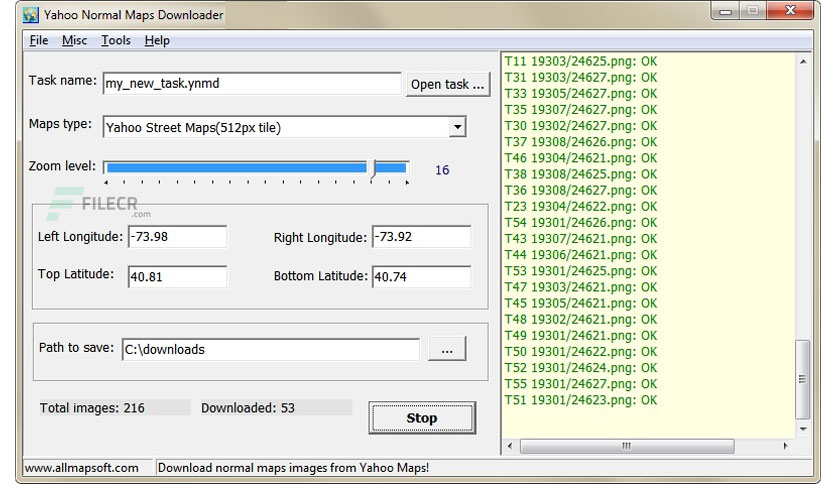 Yahoo Normal Maps Downloader
File Misc Tools Help
Task name: my_new_task.ynmd Open task ...
Maps type: Yahoo Street Maps(512px tile)
Zoom level: 16
FILECR
.com
Left Longitude: -73.98 Right Longitude: -73.92
Top Latitude: 40.81 Bottom Latitude: 40.74
Path to save: C:\downloads ...
Total images: 216 Downloaded: 53 Stop
T11 19303/24625.png: OK
T31 19303/24627.png: OK
T33 19305/24627.png: OK
T35 19307/24627.png: OK
T30 19302/24627.png: OK
T37 19308/24626.png: OK
T46 19304/24621.png: OK
T38 19308/24625.png: OK
T36 19308/24627.png: OK
T23 19304/24622.png: OK
T54 19301/24626.png: OK
T43 19307/24621.png: OK
T44 19306/24621.png: OK
T53 19301/24625.png: OK
T47 19303/24621.png: OK
T45 19305/24621.png: OK
T48 19302/24621.png: OK
T49 19301/24621.png: OK
T50 19301/24622.png: OK
T52 19301/24624.png: OK
T55 19301/24627.png: OK
T51 19301/24623.png: OK
www.allmapsoft.com Download normal maps images from Yahoo Maps!